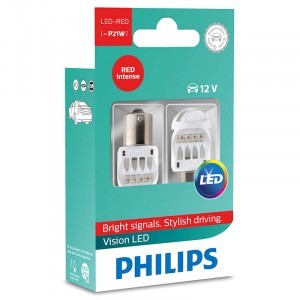 LED-RED
[~P21W]
RED
intense
12 V
LED
Bright signals. Stylish driving.
Vision LED
PHILIPS